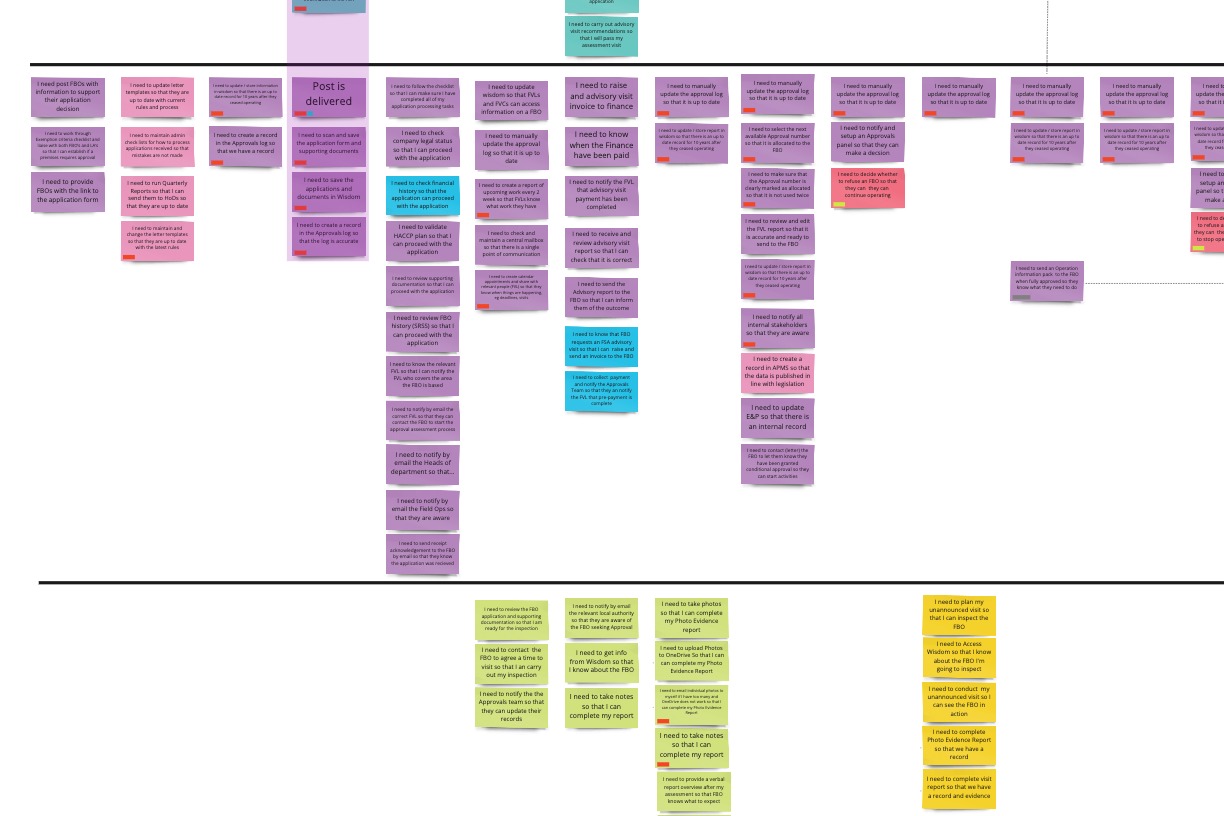 application
I need to carry out advisory
visit recommendations so
that I will pass my
assessment visit
I need post FBOs with
information to support
their application
decision
I need to work through
Exemption criteria checklist and
liaise with both FBO's and LA's
so that I can establish if a
premises requires approval
I need to provide
FBOs with the link to
the application form
I need to update letter
templates so they are
up to date with current
rules and process
I need to maintain admin
check lists for how to process
applications received so that
mistakes are not made
I need to run Quarterly
Reports so that I can
send them to HoDs so
that they are up to date
I need to maintain and
change the letter templates
so that they are up to date
with the latest rules
I need to update / store information
in wisdom so that there is an up to
date record for 10 years after they
ceased operating
I need to create a record
in the Approvals log so
that we have a record
Post is
delivered
I need to scan and save
the application form and
supporting documents
I need to save the
applications and
documents in Wisdom
I need to create a record
in the Approvals log so
that the log is accurate
I need to follow the checklist
so that I can make sure I have
completed all of my
application processing tasks
I need to check
company legal status
so that I can proceed
with the application
I need to check financial
history so that the
application can proceed
with the application
I need to validate
HACCP plan so that I
can proceed with the
application
I need to review supporting
documentation so that I can
proceed with the application
I need to review FBO
history (SRSS) so that I
can proceed with the
application
I need to know the relevant
FVL so that I can notify the
FVL who covers the area
the FBO is based
I need to notify by email the
correct FVL so that they can
contact the FBO to start the
approval assessment process
I need to notify by
email the Heads of
department so that...
I need to notify by
email the Field Ops so
that they are aware
I need to send receipt
acknowledgement to the FBO
by email so that they know
the application was recieved
I need to update
wisdom so that FVLs
and FVCs can access
information on a FBO
I need to manually
update the approval
log so that it is up to
date
I need to create a report of
upcoming work every 2
week so that FVLs know
what work they have
I need to check and
maintain a central mailbox
so that there is a single
point of communication
I need to create calendar
appointments and share with
relevant people (FVL) so that they
know when things are happening
eg deadlines, visits
I need to raise
and advisory visit
invoice to finance
I need to know
when the Finance
have been paid
I need to notify the FVL
that advisory visit
payment has been
completed
I need to receive and
review advisory visit
report so that I can
check that it is correct
I need to send the
Advisory report to the
FBO so that I can inform
them of the outcome
I need to know that FBO
requests an FSA advisory
visit so that I can raise and
send an invoice to the FBO
I need to collect payment
and notify the Approvals
Team so that they an notify
the FVL that pre-payment is
complete
I need to manually
update the approval log
so that it is up to date
I need to update / store report in
wisdom so that there is an up to
date record for 10 years after
they ceased operating
I need to manually
update the approval log
so that it is up to date
I need to select the next
available Approval number
so that it is allocated to the
FBO
I need to make sure that
the Approval number is
clearly marked as allocated
so that it is not used twice
I need to review and edit
the FVL report so that it
is accurate and ready to
send to the FBO
I need to update / store report in
wisdom so that there is an up to
date record for 10 years after
they ceased operating
I need to notify all
internal stakeholders
so that they are aware
I need to create a
record in APMS so that
the data is published in
line with legislation
I need to update
E&P so that there is
an internal record
I need to contact (letter) the
FBO to let them know they
have been granted
conditional approval so they
can start activities
I need to manually
update the approval log
so that it is up to date
I need to notify and
setup an Approvals
panel so that they can
make a decsion
I need to decide whether
to refuse an FBO so that
they can they can
continue operating
I need to manually
update the approval log
so that it is up to date
I need to manually
update the approval log
so that it is up to date
I need to update / store report in
wisdom so that there is an up to
date record for 10 years after
they ceased operating
I need to send an Operation
information pack to the FBO
when fully approved so they
know what they need to do
I need to manually
update the approval log
so that it is up to date
I need to update / store report in
wisdom so that there is an up to
date record for 10 years after
they ceased operating
I need to review the FBO
application and supporting
documentation so that I am
ready for the inspection
I need to contact the
FBO to agree a time to
visit so that I an carry
out my inspection
I need to notify the the
Approvals team so that
they can update their
records
I need to notify by email
the relevant local authority
so that they are aware of
the FBO seeking Approval
I need to get info
from Wisdom so that
I know about the FBO
I need to take notes
so that I can
complete my report
I need to take photos
so that I can complete
my Photo Evidence
report
I need to upload Photos
to OneDrive So that I can
can complete my Photo
Evidence Report
I need to email individual photos to
myself if I have too many and
OneDrive does not work so that I
can complete my Photo Evidence
Report
I need to take notes
so that I can
complete my report
I need to provide a verbal
report overview after my
assessment so that FBO
knows what to expect
I need to plan my
unannounced visit so
that I can inspect the
FBO
I need to Access
Wisdom so that I know
about the FBO I'm
going to inspect
I need to conduct my
unannounced visit so I
can see the FBO in
action
I need to complete
Photo Evidence Report
so that we have a
record
I need to complete visit
report so that we have
a record and evidence